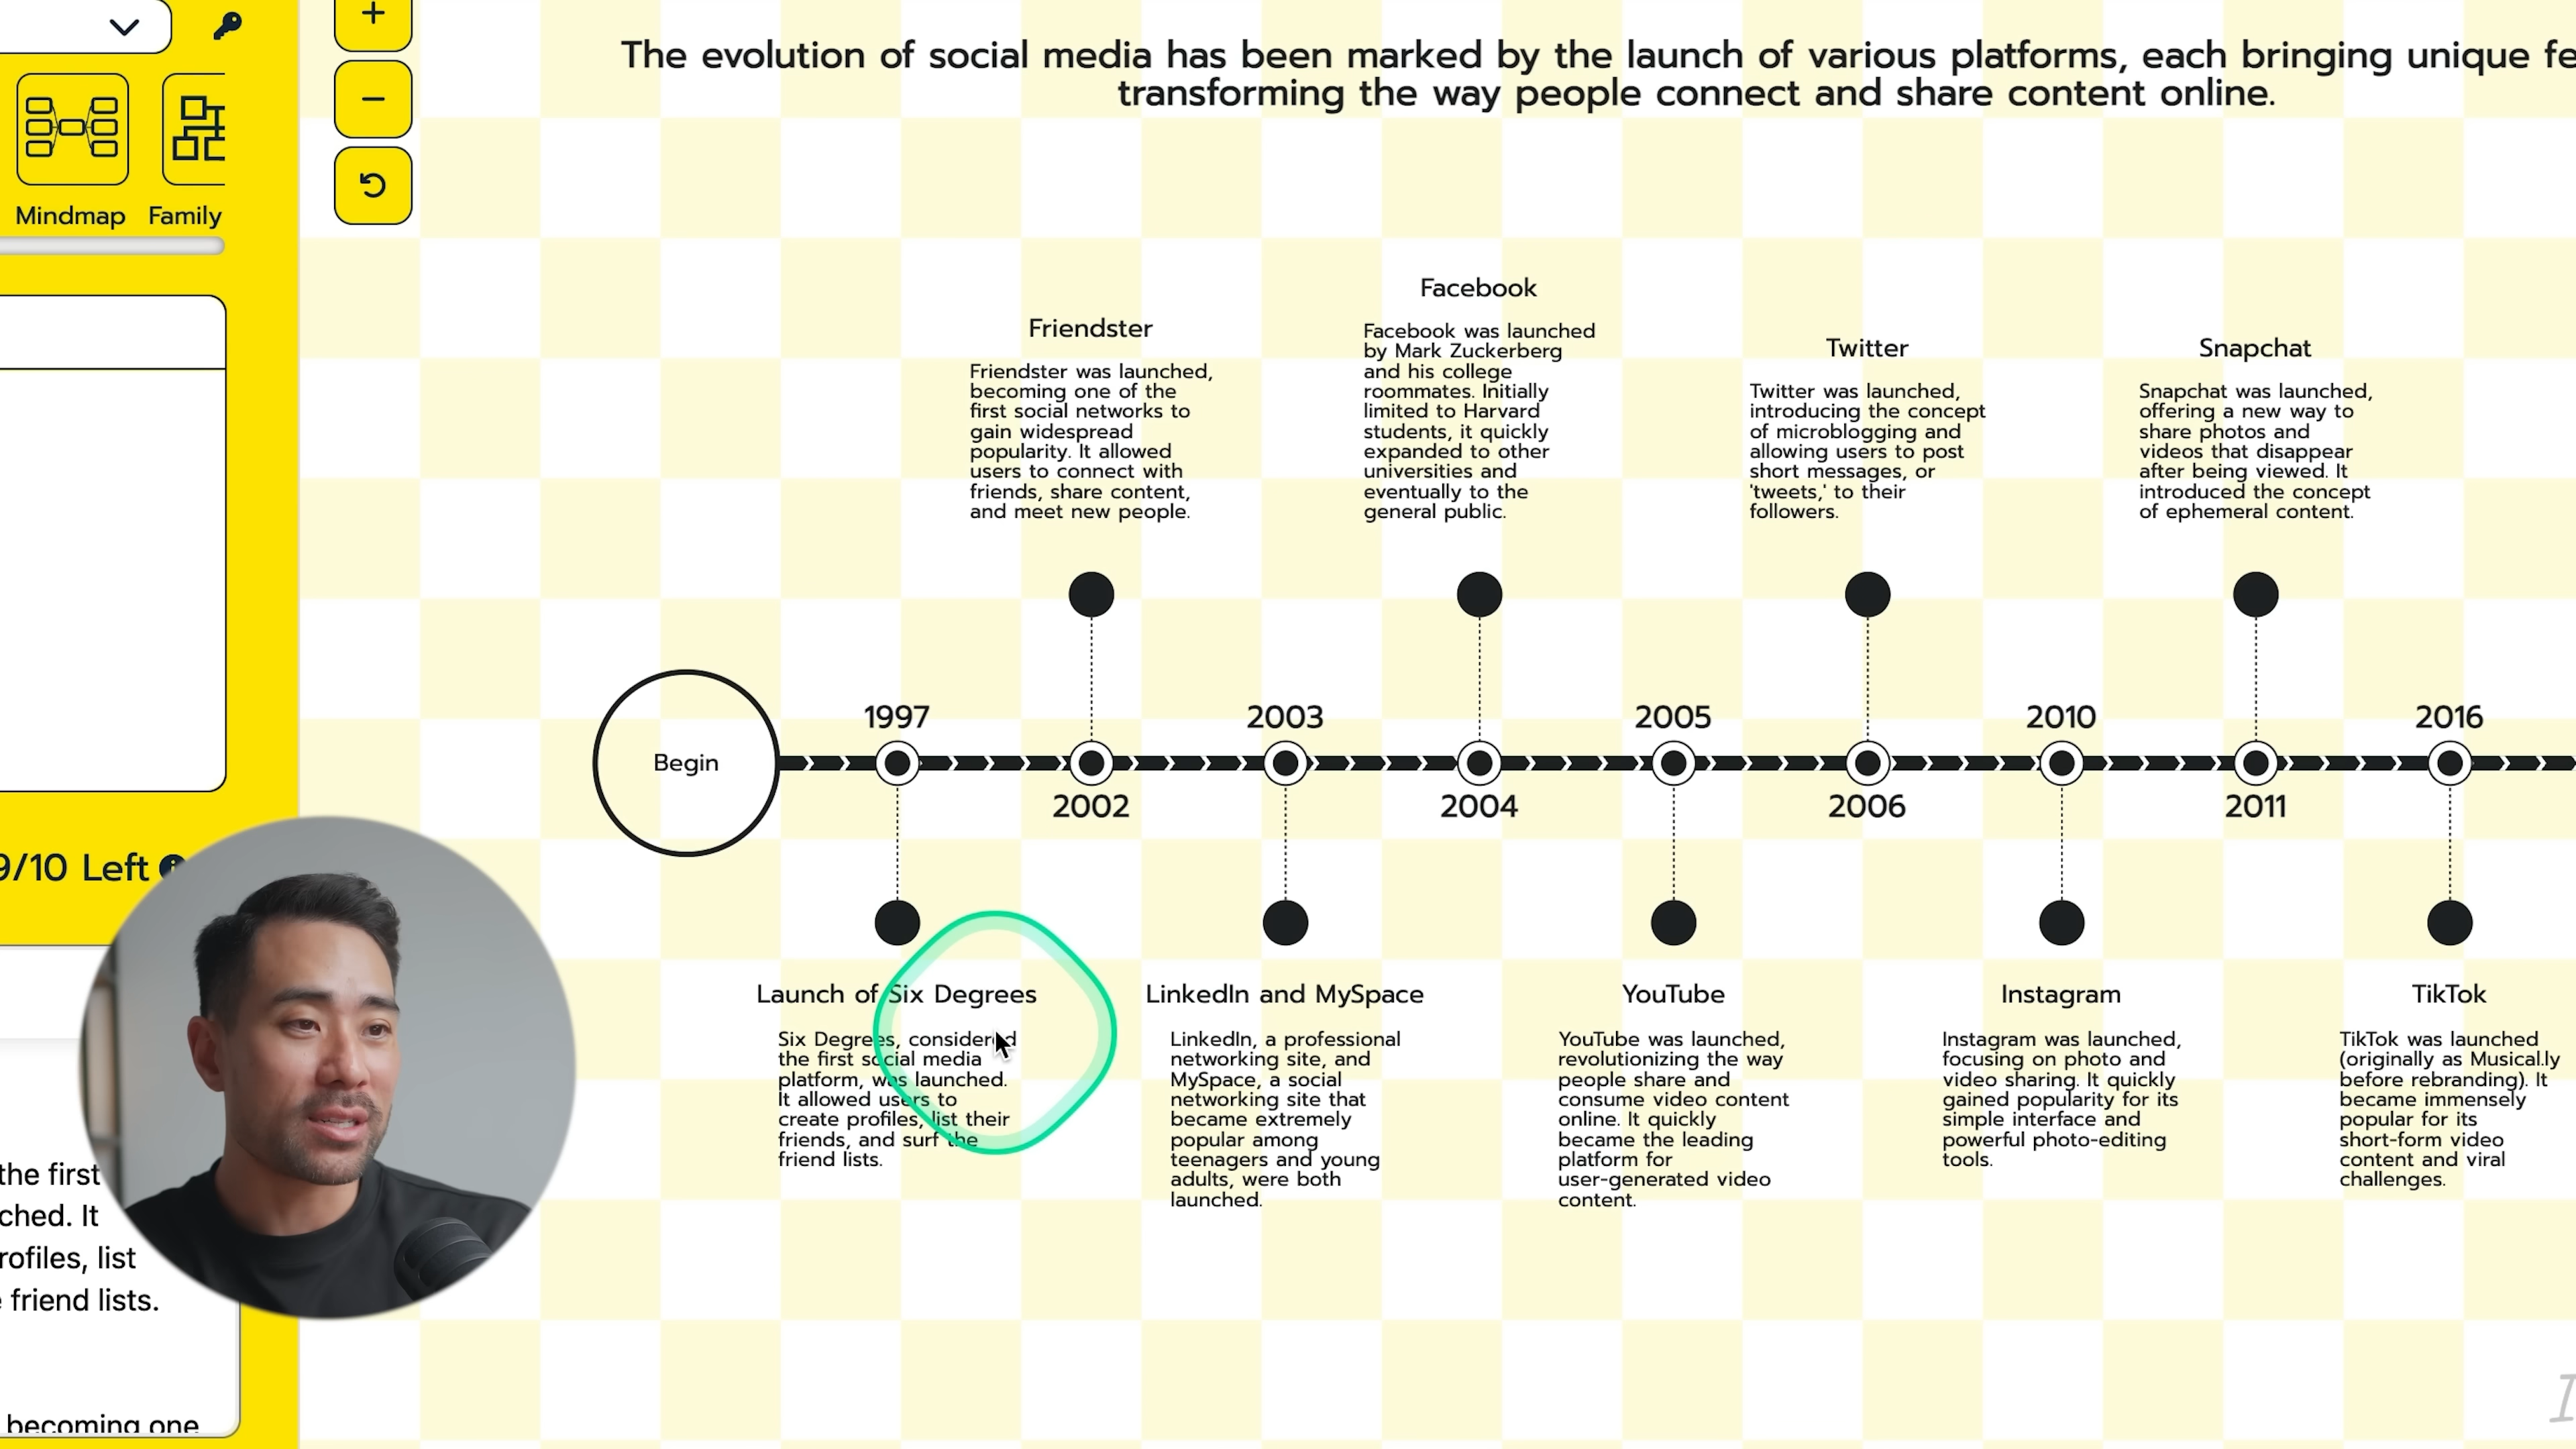 Mindmap
Family
9/10 Left
the first
ched. It
rofiles, list
friend lists.
becoming one
The evolution of social media has been marked by the launch of various platforms, each bringing unique fe
transforming the way people connect and share content online.
Friendster
Friendster was launched,
becoming one of the
first social networks to
gain widespread
popularity. It allowed
users to connect with
friends, share content,
and meet new people.
Facebook
Facebook was launched
by Mark Zuckerberg
and his college
roommates. Initially
limited to Harvard
students, it quickly
expanded to other
universities and
eventually to the
general public.
Twitter
Twitter was launched,
introducing the concept
of microblogging and
allowing users to post
short messages, or
'tweets,' to their
followers.
Snapchat
Snapchat was launched,
offering a new way to
share photos and
videos that disappear
after being viewed. It
introduced the concept
of ephemeral content.
Begin
1997
2002
2003
2004
2005
2006
2010
2011
2016
Launch of Six Degrees
Six Degrees, considered
the first social media
platform, was launched.
It allowed users to
create profiles, list their
friends, and surf the
friend lists.
LinkedIn and MySpace
LinkedIn, a professional
networking site, and
MySpace, a social
networking site that
became extremely
popular among
teenagers and young
adults, were both
launched.
YouTube
YouTube was launched,
revolutionizing the way
people share and
consume video content
online. It quickly
became the leading
platform for
user-generated video
content.
Instagram
Instagram was launched,
focusing on photo and
video sharing. It quickly
gained popularity for its
simple interface and
powerful photo-editing
tools.
TikTok
TikTok was launched
(originally as Musical.ly
before rebranding). It
became immensely
popular for its
short-form video
content and viral
challenges.